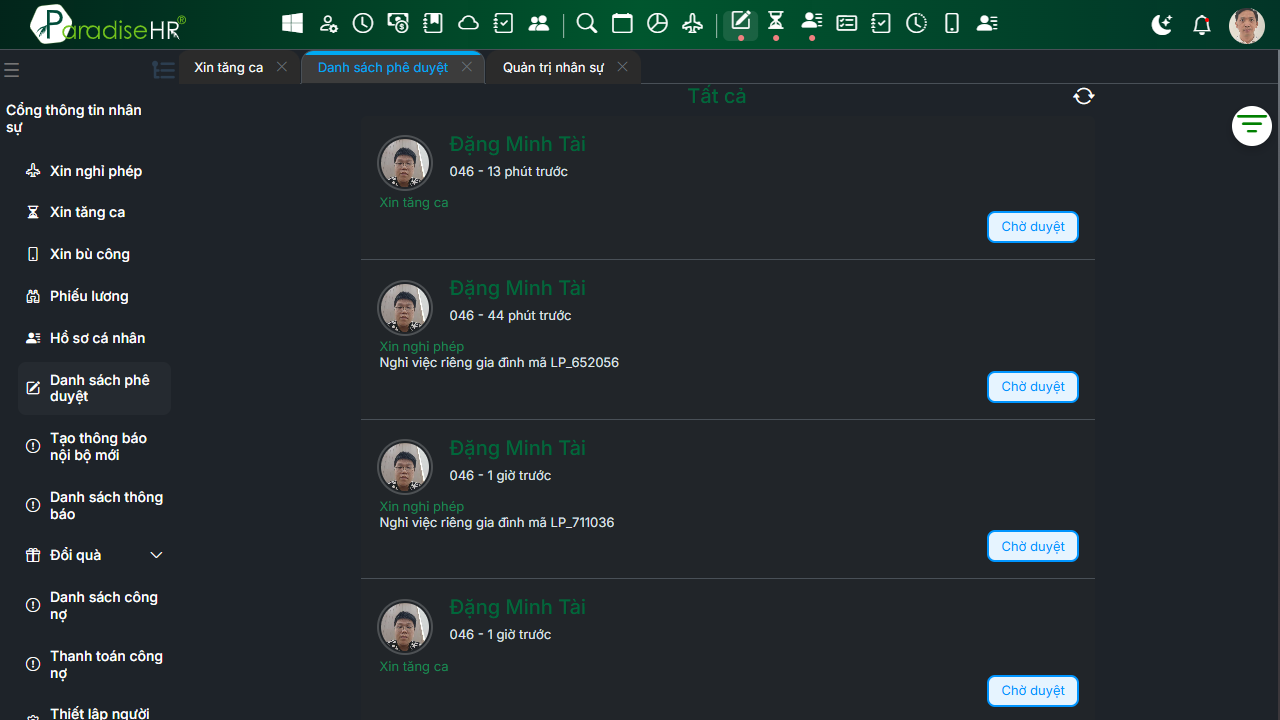 ParadiseHR®
Xin tăng ca
Danh sách phê duyệt
Quản trị nhân sự
Cổng thông tin nhân
sự
Xin nghỉ phép
Xin tăng ca
Xin bù công
Phiếu lương
Hồ sơ cá nhân
Danh sách phê
duyệt
Tạo thông báo
nội bộ mới
Danh sách thông
báo
Đổi quà
Danh sách công
nợ
Thanh toán công
nợ
Thiết lập người
Tất cả
Đặng Minh Tài
046 - 13 phút trước
Xin tăng ca
Chờ duyệt
Đặng Minh Tài
046 - 44 phút trước
Xin nghỉ phép
Nghỉ việc riêng gia đình mã LP_652056
Chờ duyệt
Đặng Minh Tài
046 - 1 giờ trước
Xin nghỉ phép
Nghỉ việc riêng gia đình mã LP_711036
Chờ duyệt
Đặng Minh Tài
046 - 1 giờ trước
Xin tăng ca
Chờ duyệt